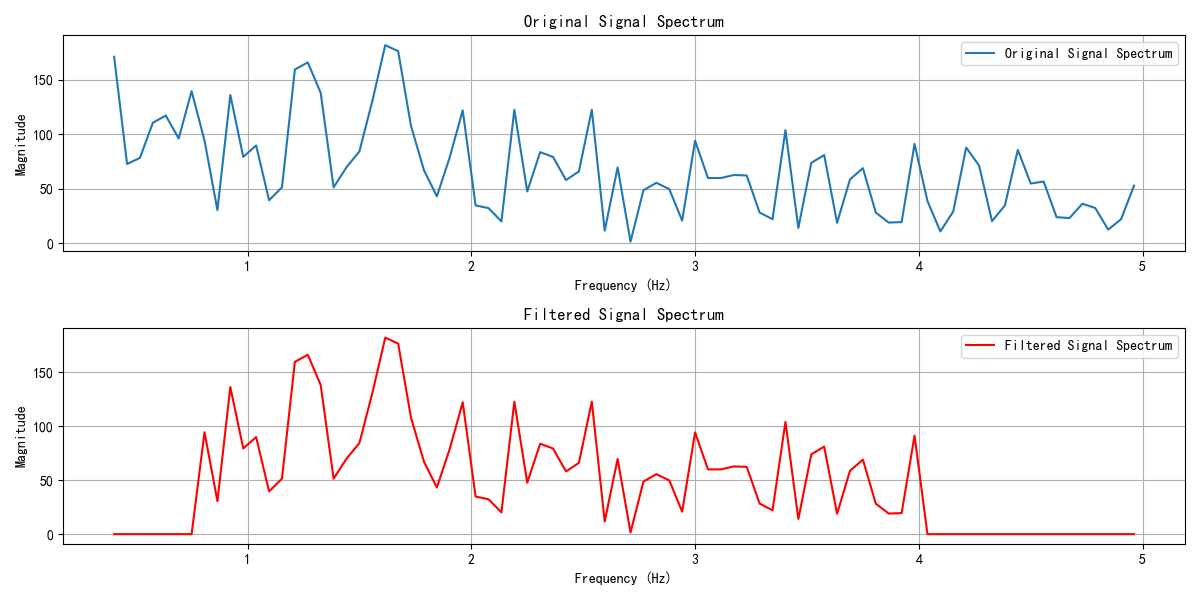 Original Signal Spectrum
Original Signal Spectrum
Magnitude
150
100
50
0
1 2 3 4 5
Frequency (Hz)
Filtered Signal Spectrum
Filtered Signal Spectrum
Magnitude
150
100
50
0
1 2 3 4 5
Frequency (Hz)